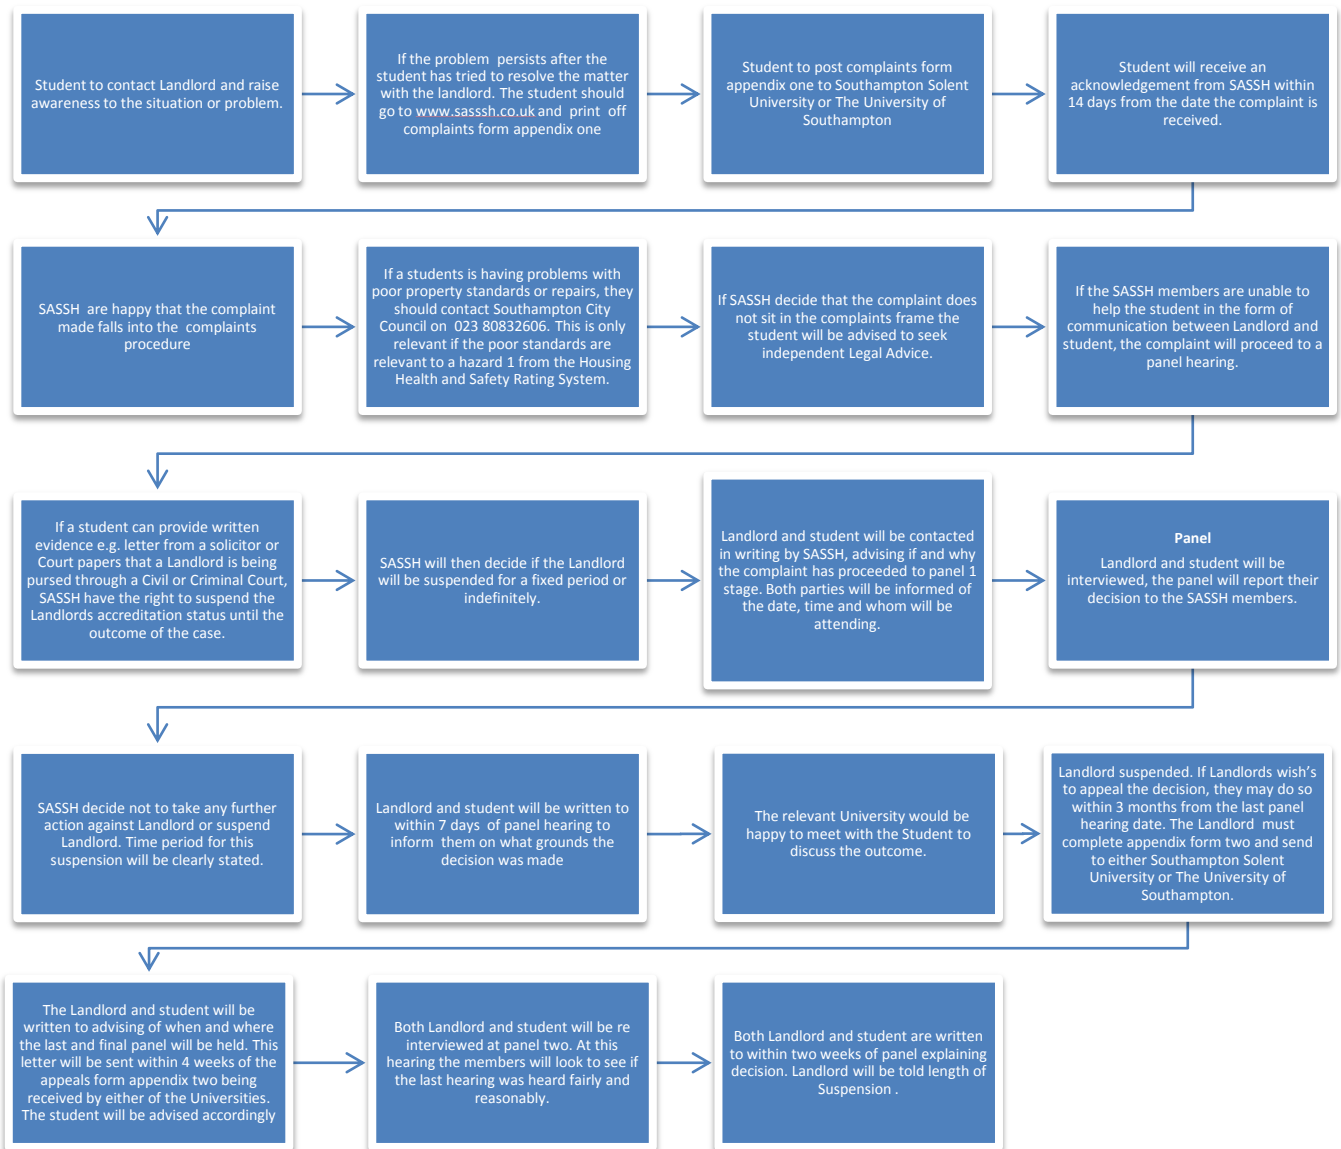 Student to contact Landlord and raise
awareness to the situation or problem.
If the problem persists after the
student has tried to resolve the matter
with the landlord. The student should
go to www.sasssh.co.uk and print off
complaints form appendix one
Student to post complaints form
appendix one to Southampton Solent
University or The University of
Southampton
Student will receive an
acknowledgement from SASSH within
14 days from the date the complaint is
received.
SASSH are happy that the complaint
made falls into the complaints
procedure
If a students is having problems with
poor property standards or repairs, they
should contact Southampton City
Council on 023 80832606. This is only
relevant if the poor standards are
relevant to a hazard 1 from the Housing
Health and Safety Rating System.
If SASSH decide that the complaint does
not sit in the complaints frame the
student will be advised to seek
independent Legal Advice.
If the SASSH members are unable to
help the student in the form of
communication between Landlord and
student, the complaint will proceed to a
panel hearing.
If a student can provide written
evidence e.g. letter from a solicitor or
Court papers that a Landlord is being
pursed through a Civil or Criminal Court,
SASSH have the right to suspend the
Landlords accreditation status until the
outcome of the case.
SASSH will then decide if the Landlord
will be suspended for a fixed period or
indefinitely.
Landlord and student will be contacted
in writing by SASSH, advising if and why
the complaint has proceeded to panel 1
stage. Both parties will be informed of
the date, time and whom will be
attending.
Panel
Landlord and student will be
interviewed, the panel will report their
decision to the SASSH members.
SASSH decide not to take any further
action against Landlord or suspend
Landlord. Time period for this
suspension will be clearly stated.
Landlord and student will be written to
within 7 days of panel hearing to
inform them on what grounds the
decision was made
The relevant University would be
happy to meet with the Student to
discuss the outcome.
Landlord suspended. If Landlords wish's
to appeal the decision, they may do so
within 3 months from the last panel
hearing date. The Landlord must
complete appendix form two and send
to either Southampton Solent
University or The University of
Southampton.
The Landlord and student will be
written to advising of when and where
the last and final panel will be held. This
letter will be sent within 4 weeks of the
appeals form appendix two being
received by either of the Universities.
The student will be advised accordingly
Both Landlord and student will be re
interviewed at panel two. At this
hearing the members will look to see if
the last hearing was heard fairly and
reasonably.
Both Landlord and student are written
to within two weeks of panel explaining
decision. Landlord will be told length of
Suspension .